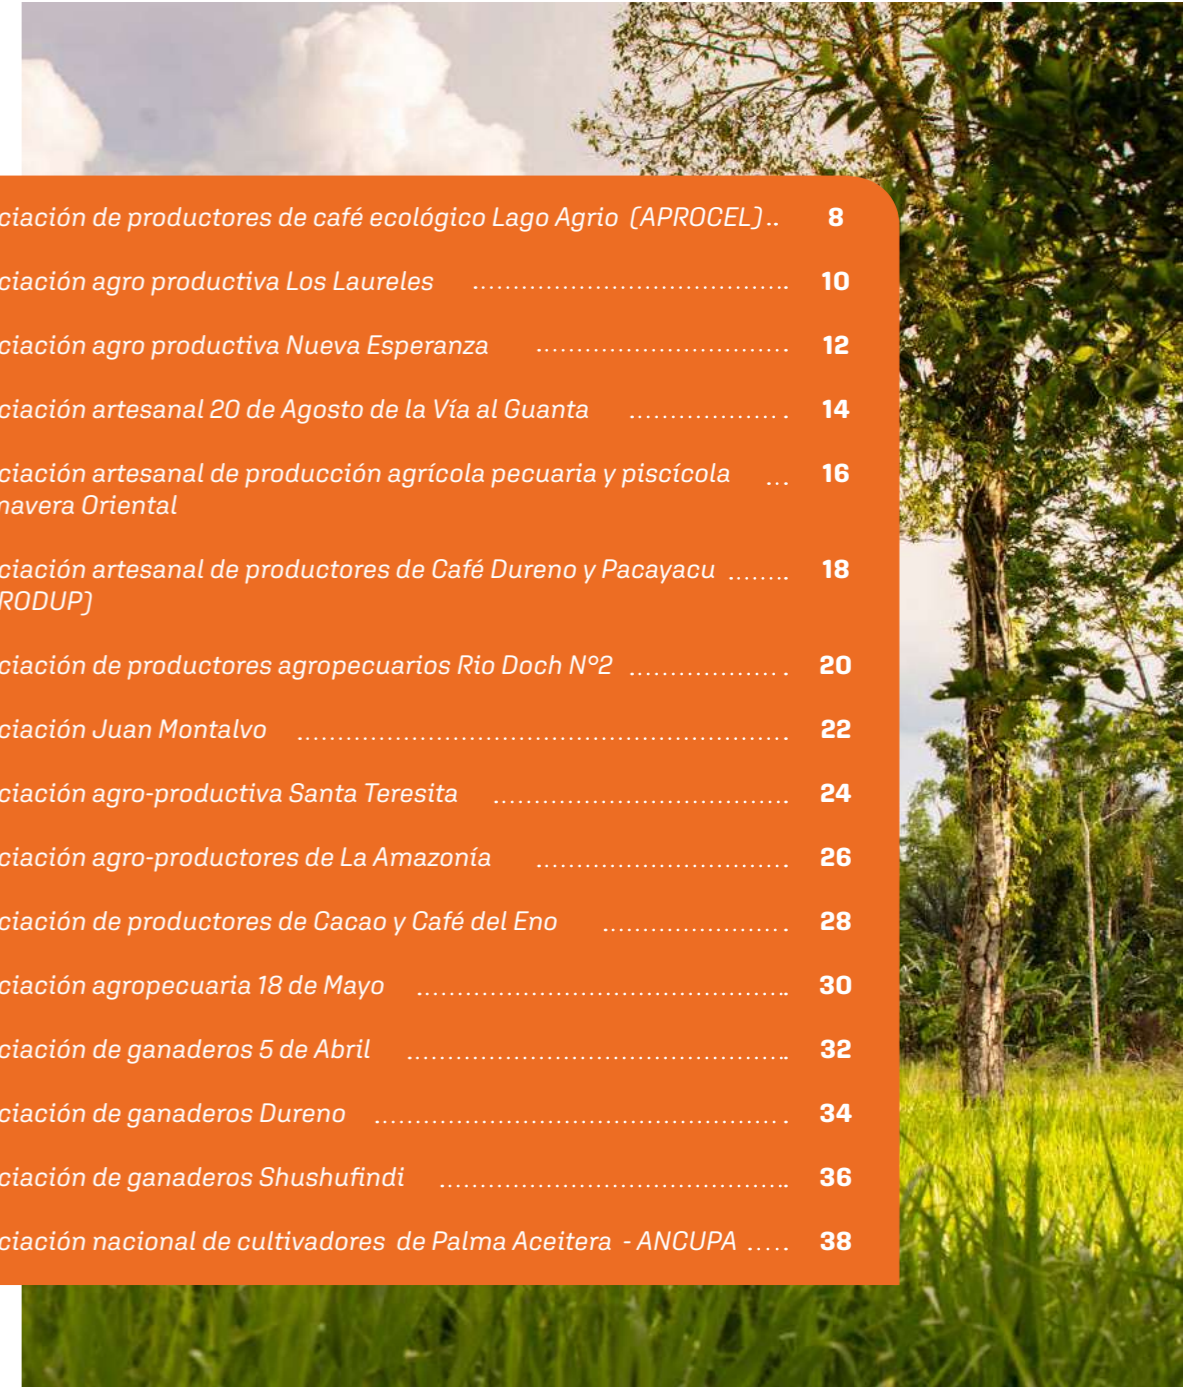 ciación de productores de café ecológico Lago Agrio (APROCEL).. 8
ciación agro productiva Los Laureles ........................................ 10
ciación agro productiva Nueva Esperanza ................................ 12
ciación artesanal 20 de Agosto de la Vía al Guanta .................... 14
ciación artesanal de producción agrícola pecuaria y piscícola ... 16
navera Oriental
ciación artesanal de productores de Café Dureno y Pacayacu ........ 18
RODUP)
ciación de productores agropecuarios Rio Doch N°2 .................... 20
ciación Juan Montalvo .............................................................. 22
ciación agro-productiva Santa Teresita ..................................... 24
ciación agro-productores de La Amazonía ................................ 26
ciación de productores de Cacao y Café del Eno ........................ 28
ciación agropecuaria 18 de Mayo ............................................... 30
ciación de ganaderos 5 de Abril ................................................ 32
ciación de ganaderos Dureno .................................................... 34
ciación de ganaderos Shushufindi ............................................ 36
ciación nacional de cultivadores de Palma Aceitera - ANCUPA ..... 38